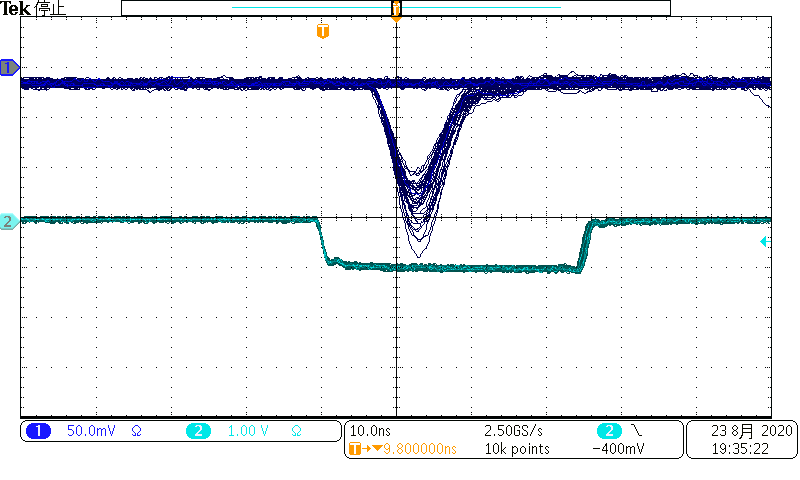 Tek 停止
T
1
2
1 50.0mV Ω 2 1.00 V Ω
10.0ns 2.50GS/s 2
T→▼9.800000ns 10k points −400mV
23 8月 2020
19:35:22